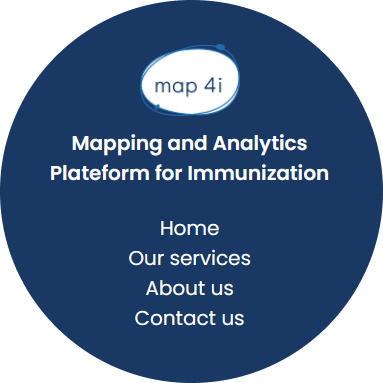 map 4i
Mapping and Analytics
Plateform for Immunization
Home
Our services
About us
Contact us